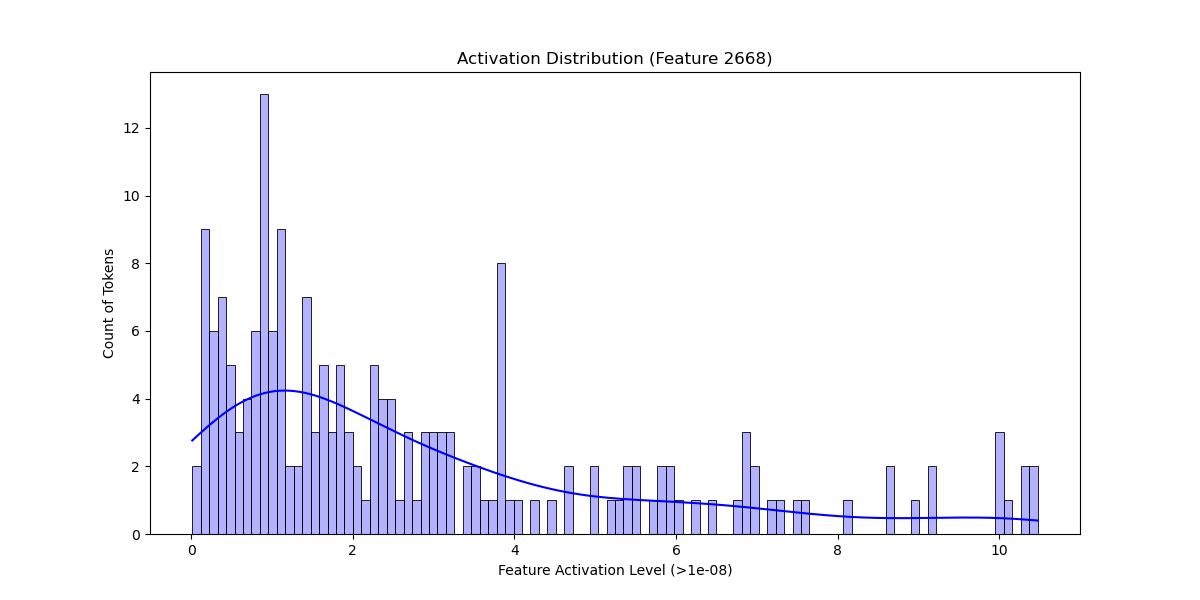 Activation Distribution (Feature 2668)
Count of Tokens
12
10
8
6
4
2
0
0 2 4 6 8 10
Feature Activation Level (>1e-08)